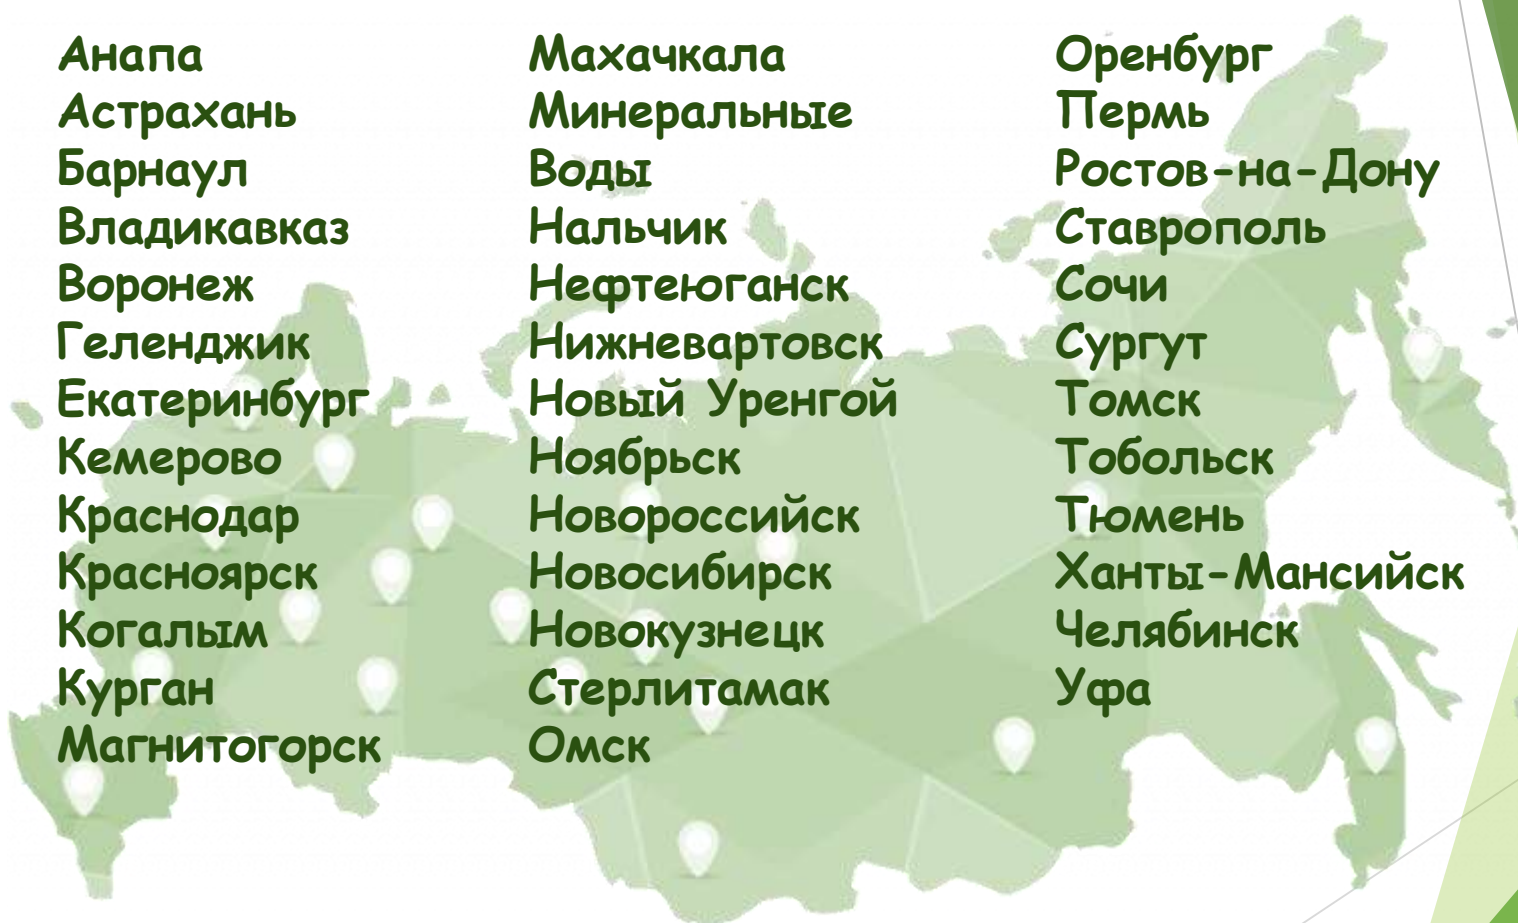 Анапа
Астрахань
Барнаул
Владикавказ
Воронеж
Геленджик
Екатеринбург
Кемерово
Краснодар
Красноярск
Когалым
Курган
Магнитогорск
Махачкала
Минеральные
Воды
Нальчик
Нефтеюганск
Нижневартовск
Новый Уренгой
Ноябрьск
Новороссийск
Новосибирск
Новокузнецк
Стерлитамак
Омск
Оренбург
Пермь
Ростов-на-Дону
Ставрополь
Сочи
Сургут
Томск
Тобольск
Тюмень
Ханты-Мансийск
Челябинск
Уфа